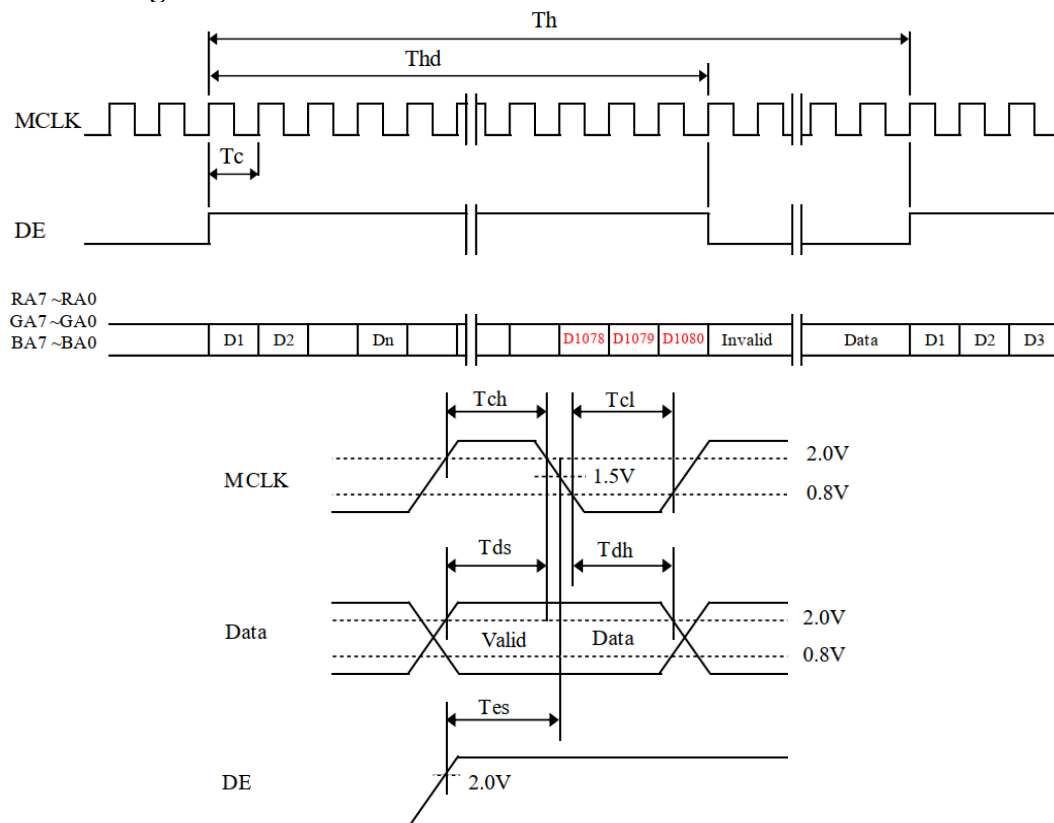 Th
Thd
MCLK
Tc
DE
RA7 ~RA0
GA7 ~GA0
BA7 ~BA0
D1 D2 Dn D1078 D1079 D1080 Invalid Data D1 D2 D3
Tch Tcl
2.0V
MCLK 1.5V
0.8V
Tds Tdh
2.0V
Data Valid Data
0.8V
Tes
DE 2.0V